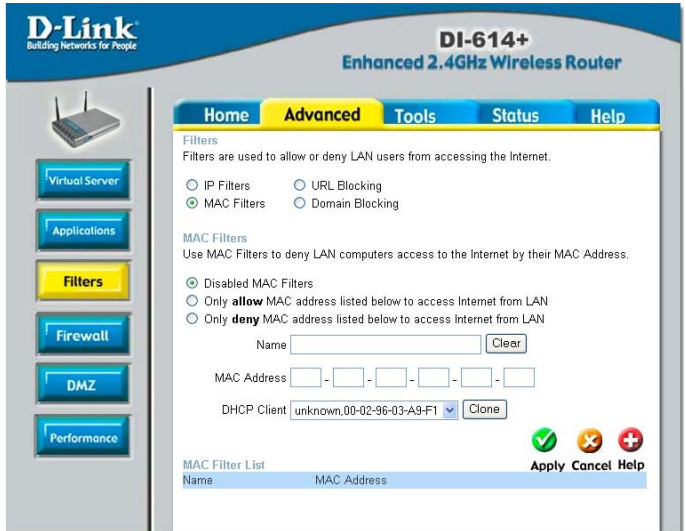 D-Link
Building Networks for People
DI-614+
Enhanced 2.4GHz Wireless Router
Home Advanced Tools Status Help
Virtual Server
Applications
Filters
Firewall
DMZ
Performance
Filters
Filters are used to allow or deny LAN users from accessing the Internet.
IP Filters URL Blocking
MAC Filters Domain Blocking
MAC Filters
Use MAC Filters to deny LAN computers access to the Internet by their MAC Address.
Disabled MAC Filters
Only allow MAC address listed below to access Internet from LAN
Only deny MAC address listed below to access Internet from LAN
Name Clear
MAC Address - - - - -
DHCP Client unknown,00-02-96-03-A9-F1 Clone
Apply Cancel Help
MAC Filter List
Name MAC Address